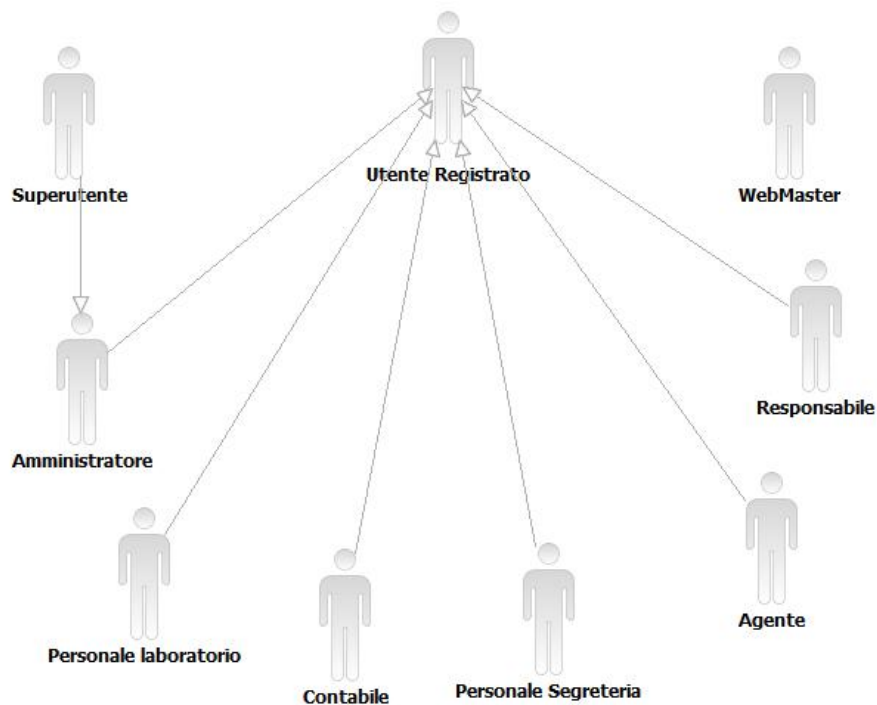 Utente Registrato
Superutente
WebMaster
Responsabile
Amministratore
Agente
Personale laboratorio
Contabile
Personale Segreteria